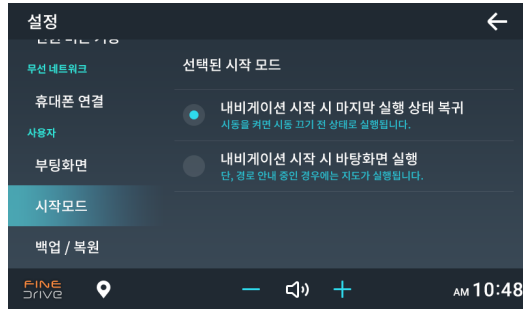 설정
무선 네트워크
휴대폰 연결
사용자
부팅화면
시작모드
백업 / 복원
선택된 시작 모드
내비게이션 시작 시 마지막 실행 상태 복귀
시동을 켜면 시동 끄기 전 상태로 실행됩니다.
내비게이션 시작 시 바탕화면 실행
단, 경로 안내 중인 경우에는 지도가 실행됩니다.
FINE
Drive
AM 10:48